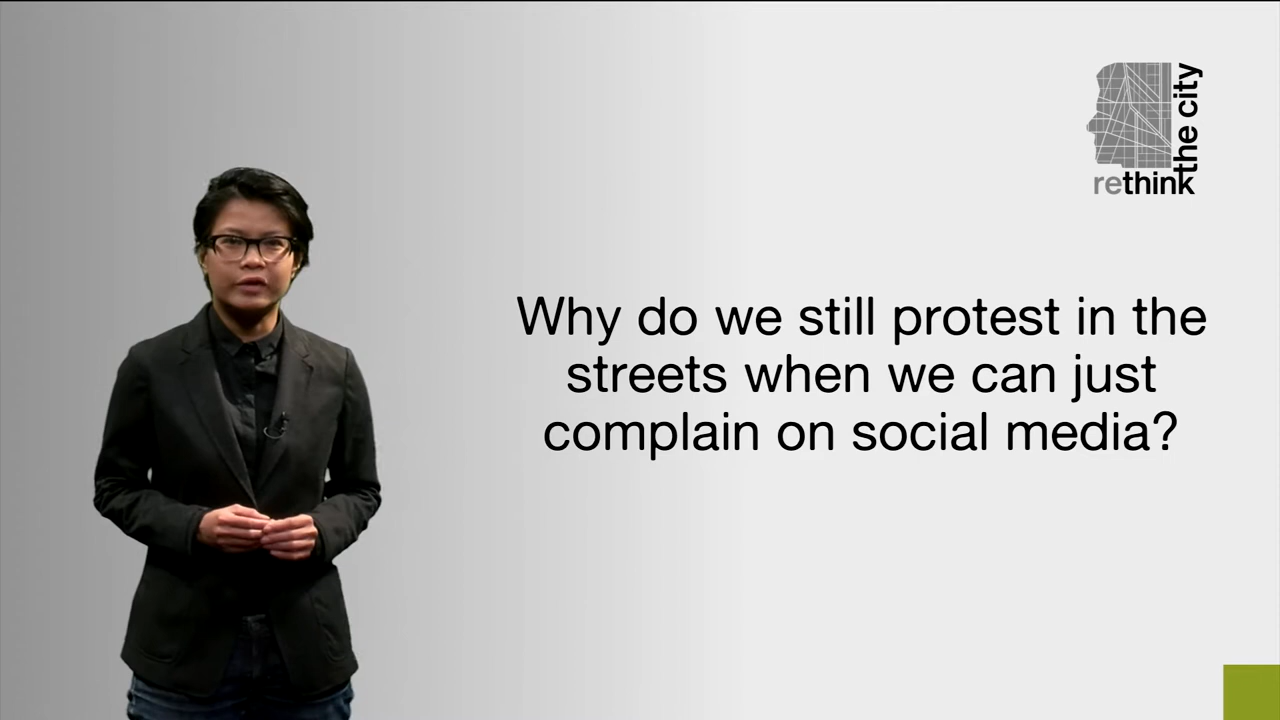 the city
rethink
Why do we still protest in the
streets when we can just
complain on social media?